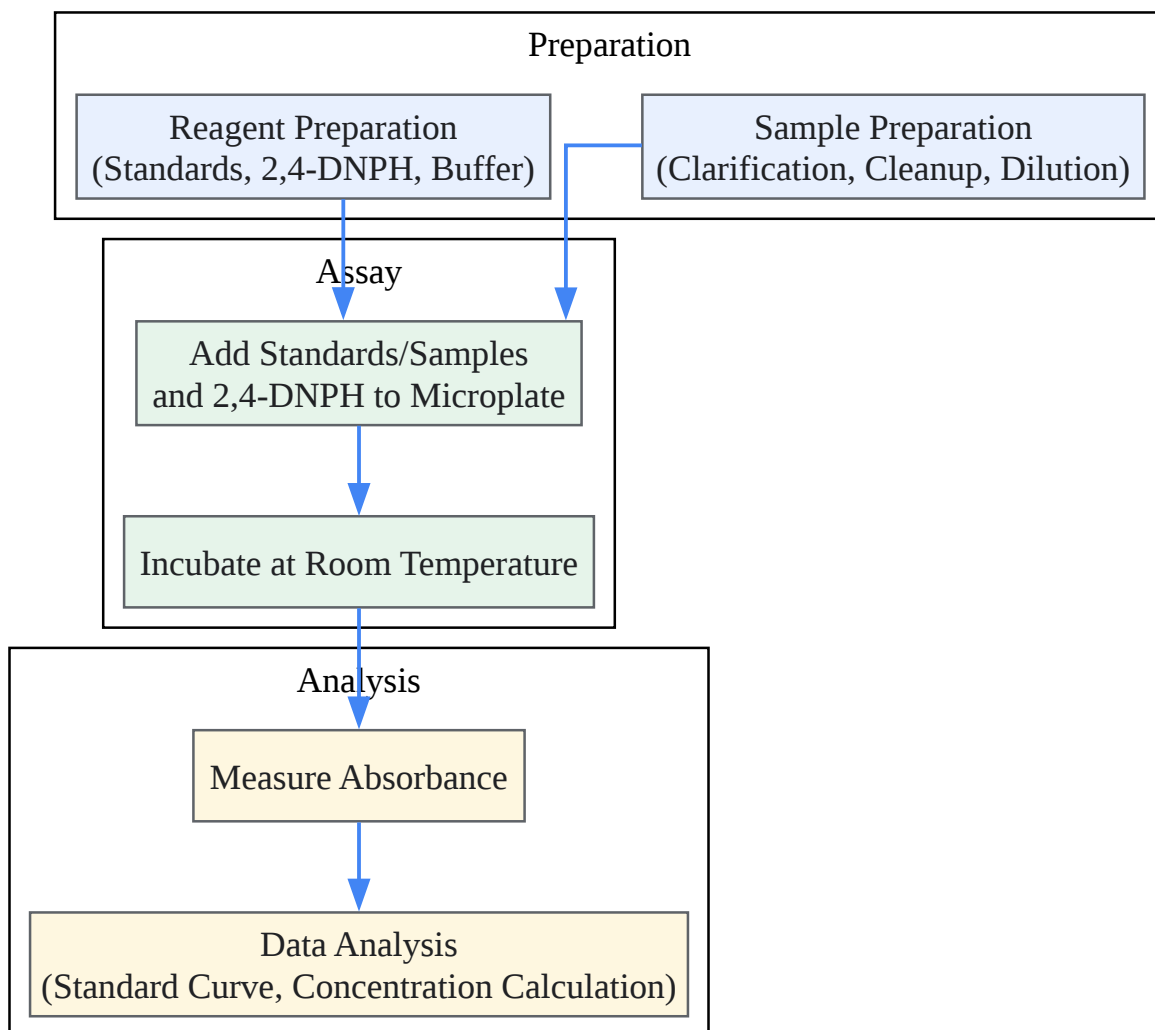 Preparation
Reagent Preparation
(Standards, 2,4-DNPH, Buffer)
Sample Preparation
(Clarification, Cleanup, Dilution)
Assay
Add Standards/Samples
and 2,4-DNPH to Microplate
Incubate at Room Temperature
Analysis
Measure Absorbance
Data Analysis
(Standard Curve, Concentration Calculation)